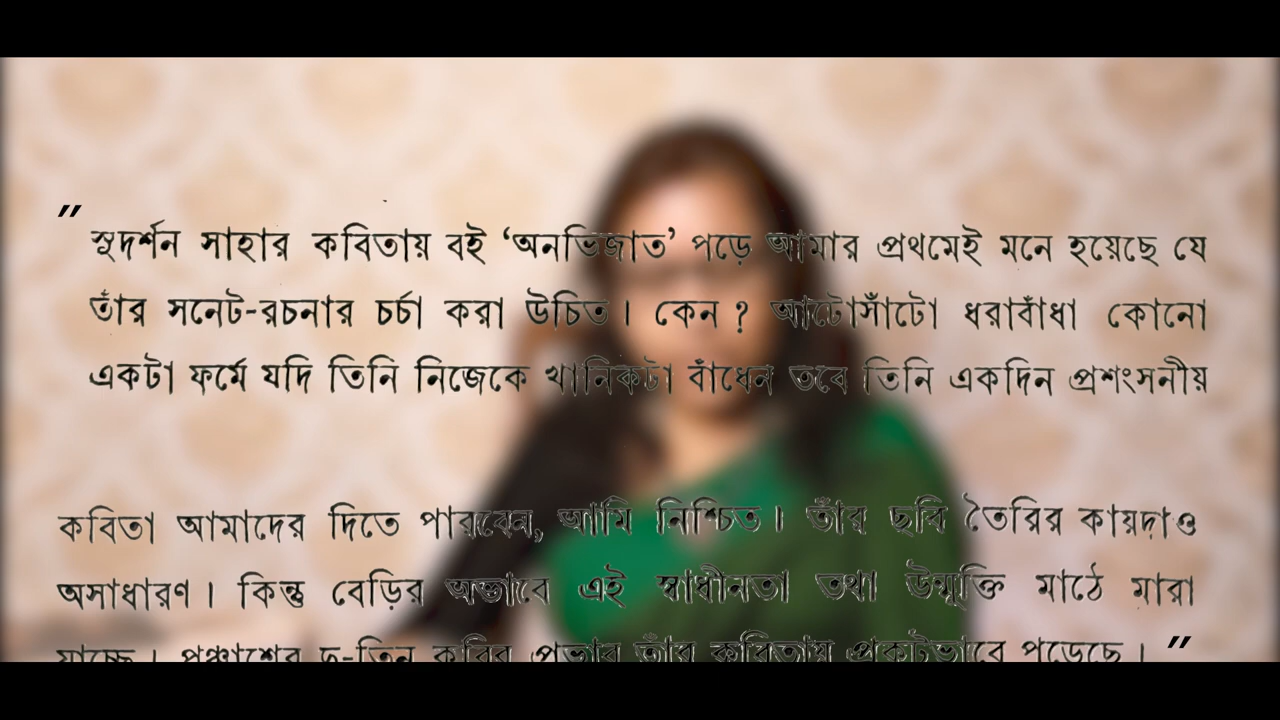 " সুদর্শন সাহার কবিতায় বই ‘অনভিজাত’ পড়ে আমার প্রথমেই মনে হয়েছে যে
তাঁর সনেট-রচনার চর্চা করা উচিত। কেন ? আটোসাঁটো ধরাবাঁধা কোনো
একটা ফর্মে যদি তিনি নিজেকে খানিকটা বাঁধেন তবে তিনি একদিন প্রশংসনীয়
কবিতা আমাদের দিতে পারবেন, আমি নিশ্চিত। তাঁর ছবি তৈরির কায়দাও
অসাধারণ। কিন্তু বেড়ির অভাবে এই স্বাধীনতা তথা উন্মুক্তি মাঠে মারা
যাচ্ছে। পঞ্চাশের দু-তিন কবির প্রভাব তাঁর কবিতায় প্রকটভাবে পড়েছে। "